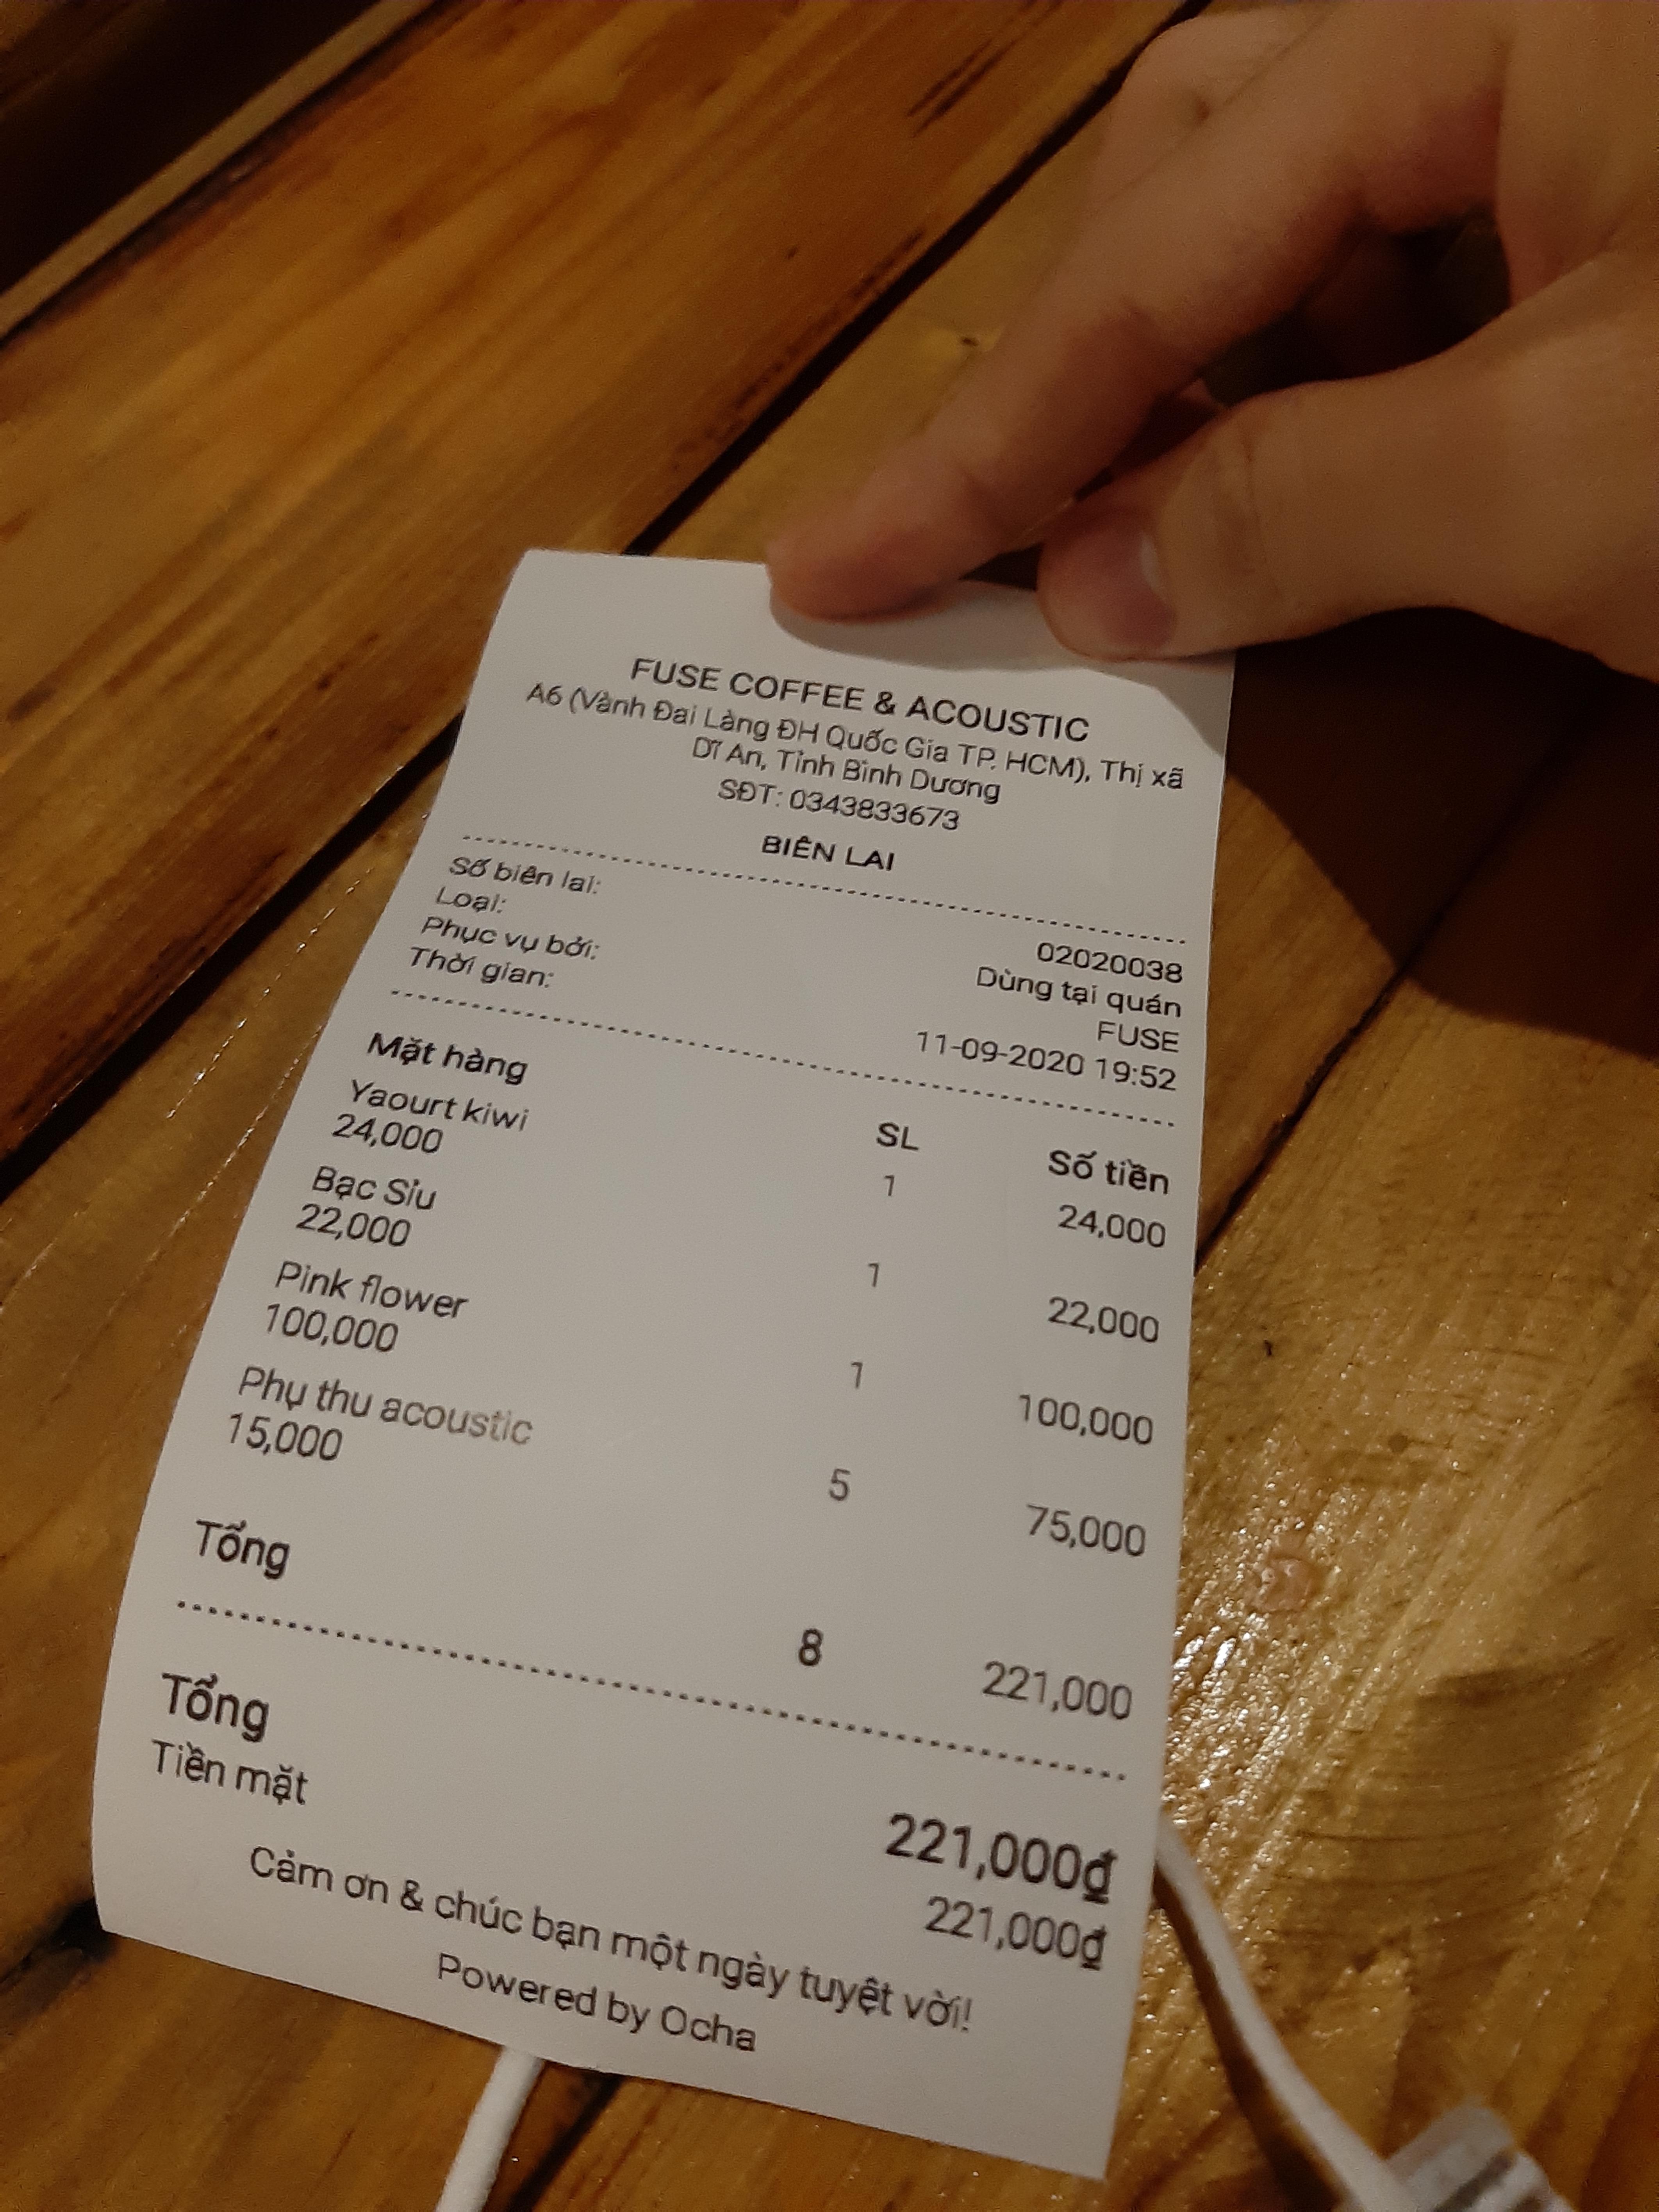 FUSE COFFEE & ACOUSTIC
A6 (Vành Đai Làng ĐH Quốc Gia TP. HCM), Thị xã
Dĩ An, Tỉnh Bình Dương
SĐT: 0343833673
BIÊN LAI
Số biên lai: 02020038
Loại: Dùng tại quán
Phục vụ bởi: FUSE
Thời gian: 11-09-2020 19:52
Mặt hàng SL Số tiền
Yaourt kiwi 1 24,000
24,000
Bạc Sỉu 1 22,000
22,000
Pink flower 1 100,000
100,000
Phụ thu acoustic 5 75,000
15,000
Tổng 8 221,000
Tổng 221,000₫
Tiền mặt 221,000₫
Cảm ơn & chúc bạn một ngày tuyệt vời!
Powered by Ocha